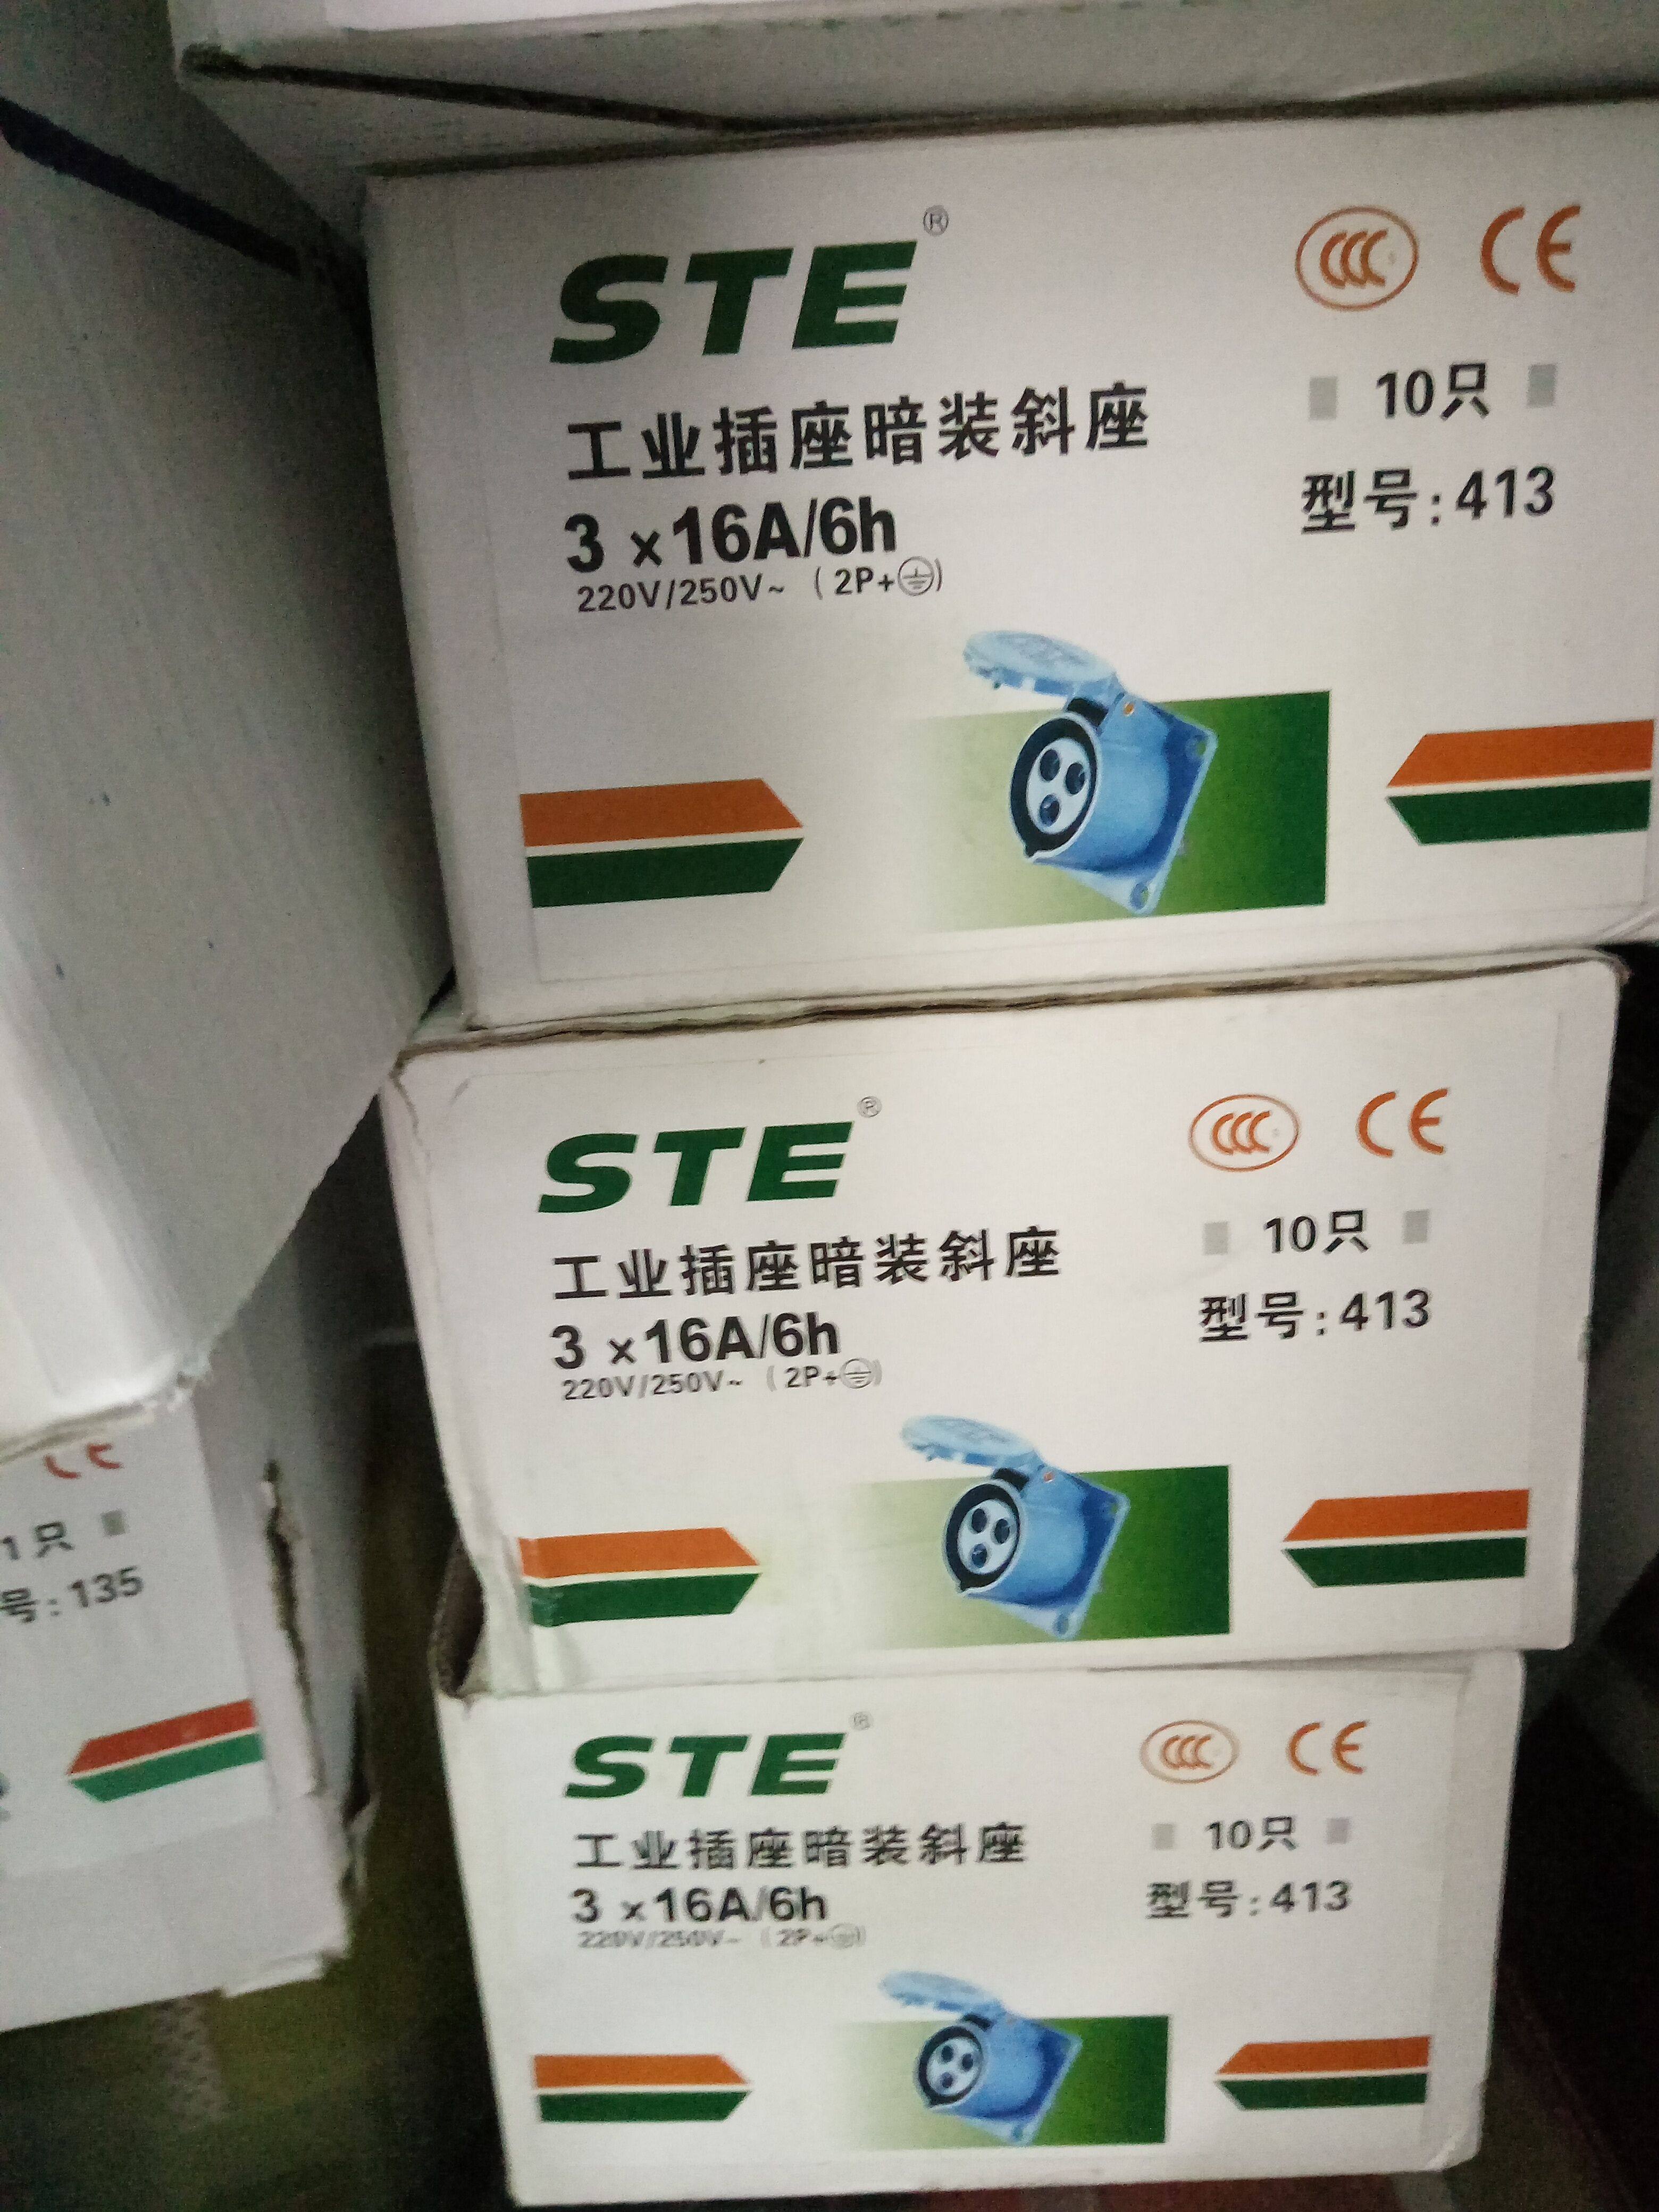 STE®
CCC CE
工业插座暗装斜座
10只
3×16A/6h
型号:413
220V/250V~ (2P+⏚)
STE®
CCC CE
工业插座暗装斜座
10只
3×16A/6h
型号:413
220V/250V~ (2P+⏚)
CE
1只
号:135
STE®
CCC CE
工业插座暗装斜座
10只
3×16A/6h
型号:413
220V/250V~ (2P+⏚)